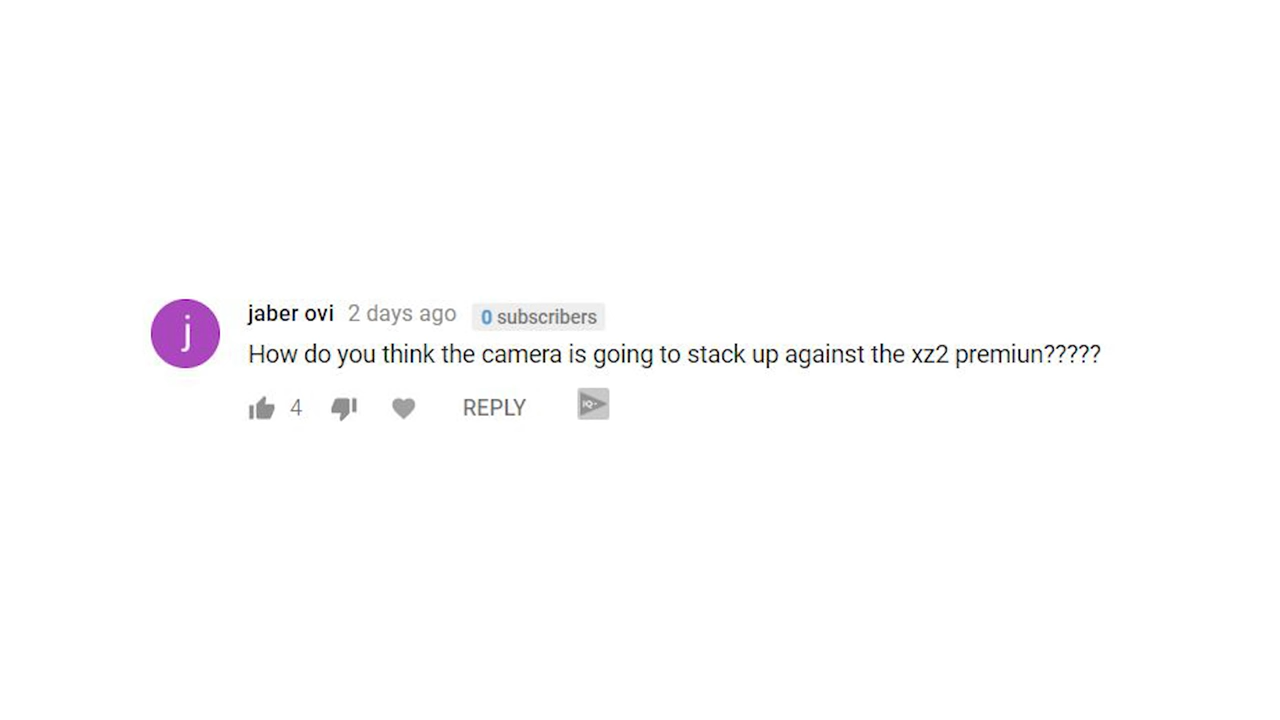 j
jaber ovi 2 days ago 0 subscribers
How do you think the camera is going to stack up against the xz2 premiun?????
4 REPLY